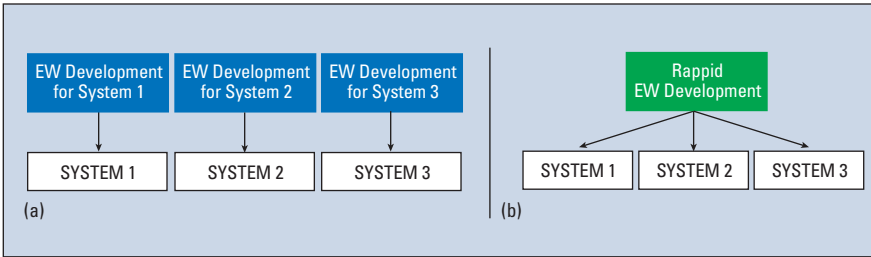 EW Development
for System 1
EW Development
for System 2
EW Development
for System 3
SYSTEM 1
SYSTEM 2
SYSTEM 3
(a)
Rappid
EW Development
SYSTEM 1
SYSTEM 2
SYSTEM 3
(b)